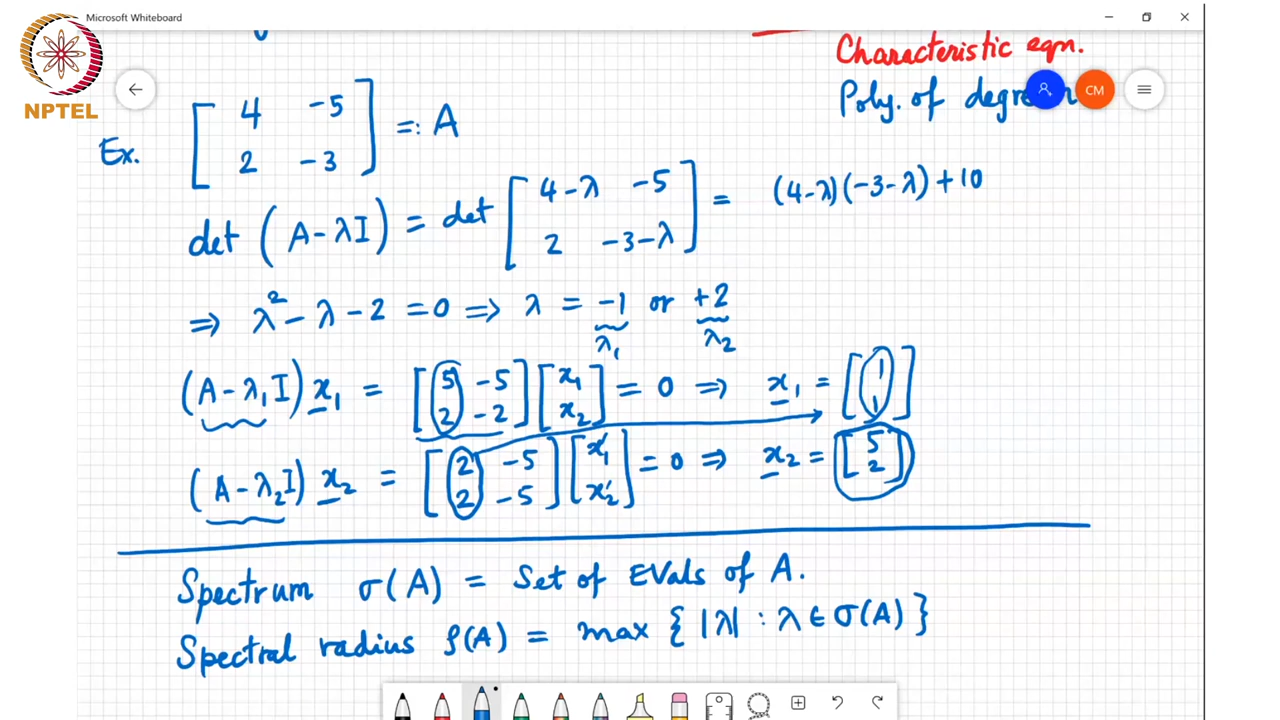 Microsoft Whiteboard
NPTEL
CM
Characteristic eqn.
Poly. of degree n
Ex. [4 -5; 2 -3] =: A
det (A-λI) = det [4-λ -5; 2 -3-λ] = (4-λ)(-3-λ)+10
⇒ λ² - λ - 2 = 0 ⇒ λ = -1 or +2
λ₁ λ₂
(A-λ₁I) x₁ = [5 -5; 2 -2] [x₁; x₂] = 0 ⇒ x₁ = [1; 1]
(A-λ₂I) x₂ = [2 -5; 2 -5] [x₁'; x₂'] = 0 ⇒ x₂ = [5; 2]
Spectrum σ(A) = Set of EVals of A.
Spectral radius ρ(A) = max { |λ| : λ ∈ σ(A) }